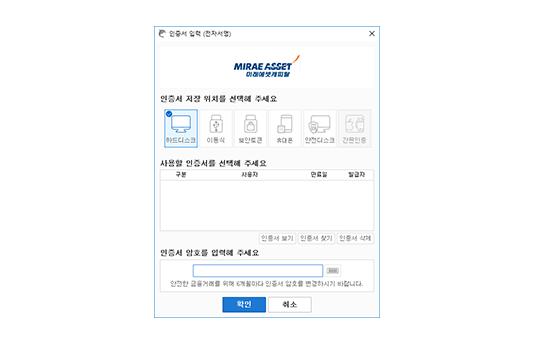 인증서 입력 (전자서명)
MIRAE ASSET
미래에셋캐피탈
인증서 저장 위치를 선택해 주세요
하드디스크 이동식 보안토큰 휴대폰 안전디스크 간편인증
사용할 인증서를 선택해 주세요
구분 사용자 만료일 발급자
인증서 보기 인증서 찾기 인증서 삭제
인증서 암호를 입력해 주세요
안전한 금융거래를 위해 6개월마다 인증서 암호를 변경하시기 바랍니다.
확인 취소